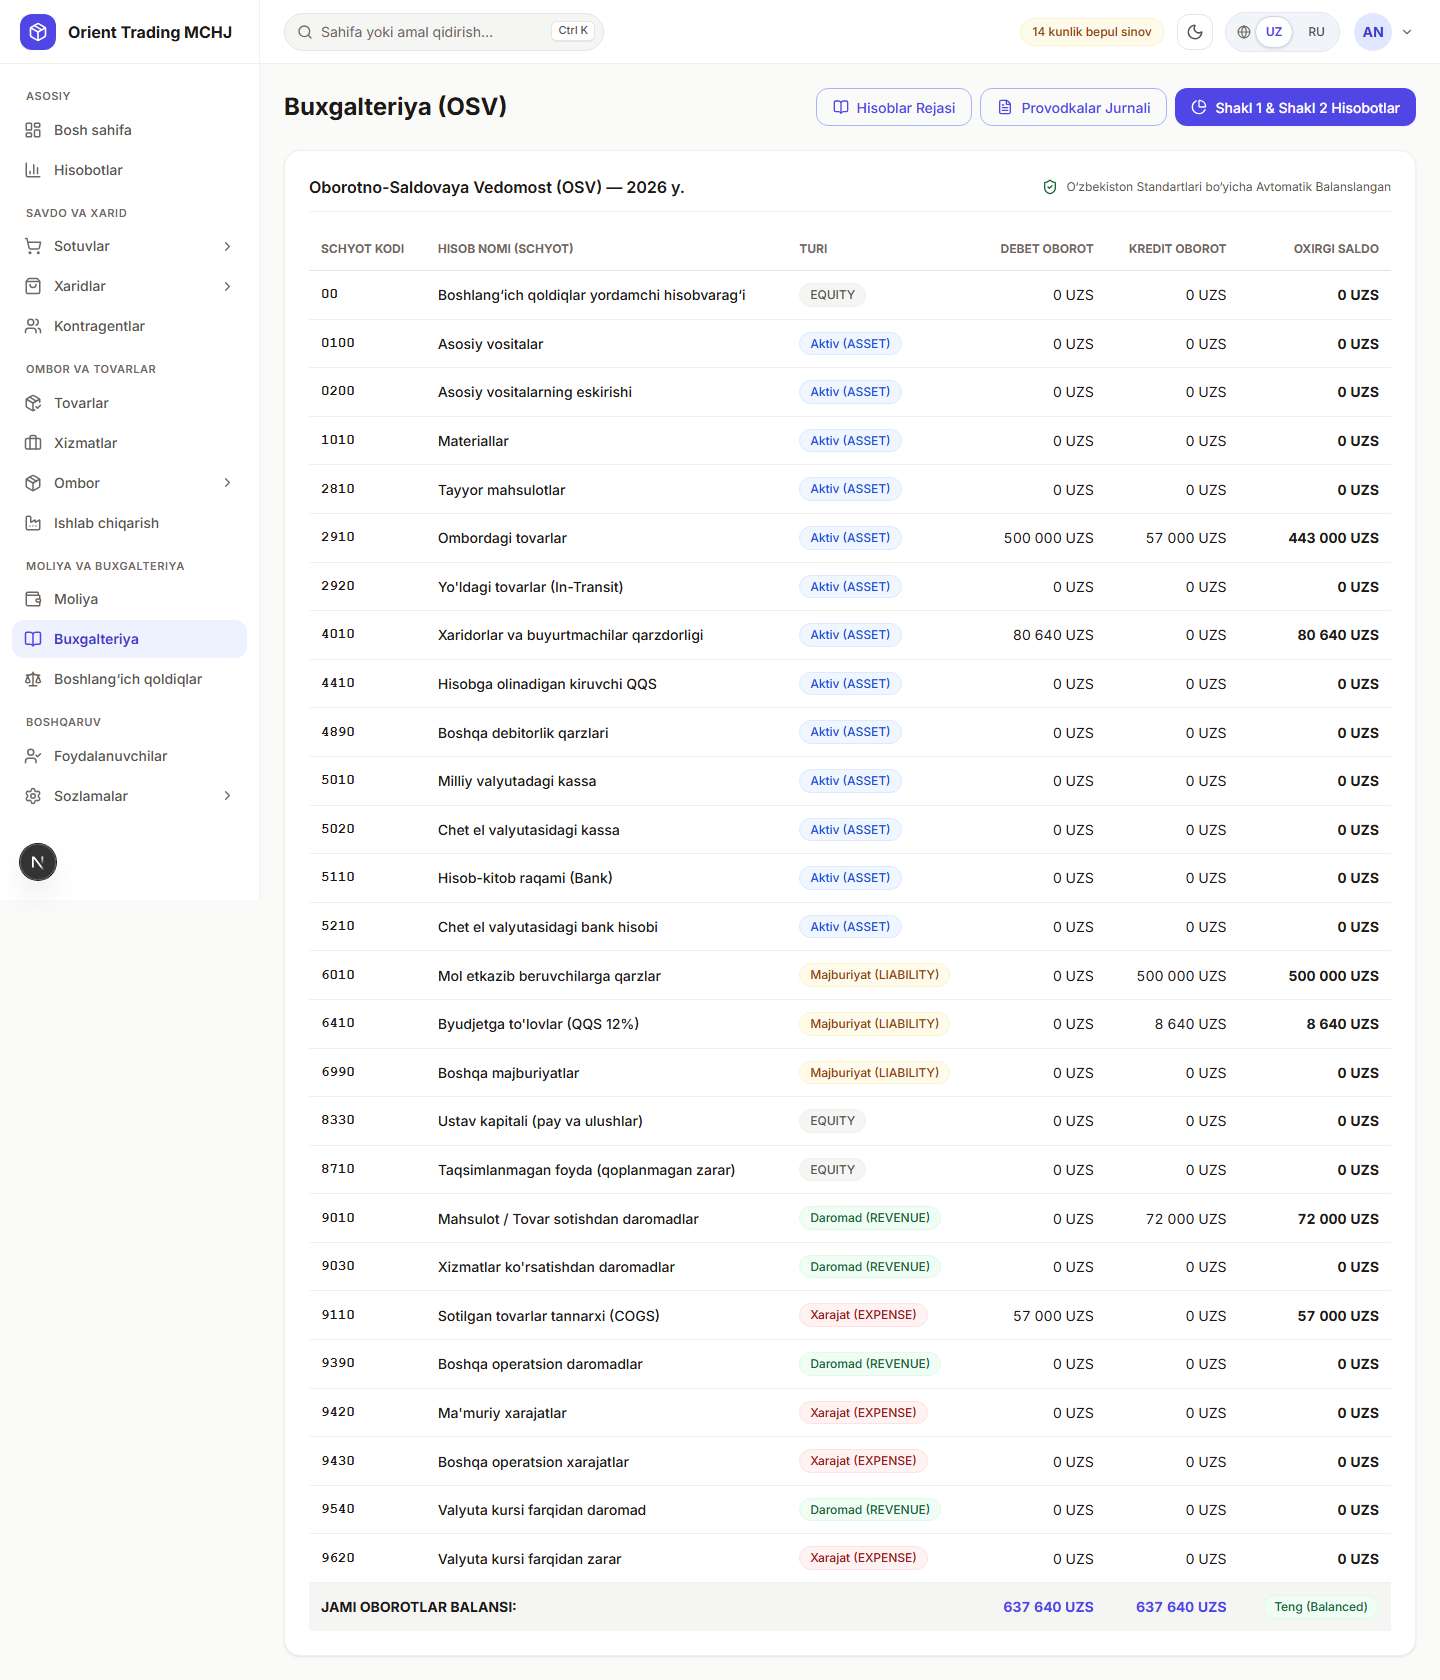 Orient Trading MCHJ
Sahifa yoki amal qidirish...
Ctrl K
14 kunlik bepul sinov
UZ
RU
AN
ASOSIY
Bosh sahifa
Hisobotlar
SAVDO VA XARID
Sotuvlar
Xaridlar
Kontragentlar
OMBOR VA TOVARLAR
Tovarlar
Xizmatlar
Ombor
Ishlab chiqarish
MOLIYA VA BUXGALTERIYA
Moliya
Buxgalteriya
Boshlang‘ich qoldiqlar
BOSHQARUV
Foydalanuvchilar
Sozlamalar
N
Buxgalteriya (OSV)
Hisoblar Rejasi
Provodkalar Jurnali
Shakl 1 & Shakl 2 Hisobotlar
Oborotno-Saldovaya Vedomost (OSV) — 2026 y.
O‘zbekiston Standartlari bo‘yicha Avtomatik Balanslangan
SCHYOT KODI HISOB NOMI (SCHYOT) TURI DEBET OBOROT KREDIT OBOROT OXIRGI SALDO
00 Boshlang‘ich qoldiqlar yordamchi hisobvarag‘i EQUITY 0 UZS 0 UZS 0 UZS
0100 Asosiy vositalar Aktiv (ASSET) 0 UZS 0 UZS 0 UZS
0200 Asosiy vositalarning eskirishi Aktiv (ASSET) 0 UZS 0 UZS 0 UZS
1010 Materiallar Aktiv (ASSET) 0 UZS 0 UZS 0 UZS
2810 Tayyor mahsulotlar Aktiv (ASSET) 0 UZS 0 UZS 0 UZS
2910 Ombordagi tovarlar Aktiv (ASSET) 500 000 UZS 57 000 UZS 443 000 UZS
2920 Yo'ldagi tovarlar (In-Transit) Aktiv (ASSET) 0 UZS 0 UZS 0 UZS
4010 Xaridorlar va buyurtmachilar qarzdorligi Aktiv (ASSET) 80 640 UZS 0 UZS 80 640 UZS
4410 Hisobga olinadigan kiruvchi QQS Aktiv (ASSET) 0 UZS 0 UZS 0 UZS
4890 Boshqa debitorlik qarzlari Aktiv (ASSET) 0 UZS 0 UZS 0 UZS
5010 Milliy valyutadagi kassa Aktiv (ASSET) 0 UZS 0 UZS 0 UZS
5020 Chet el valyutasidagi kassa Aktiv (ASSET) 0 UZS 0 UZS 0 UZS
5110 Hisob-kitob raqami (Bank) Aktiv (ASSET) 0 UZS 0 UZS 0 UZS
5210 Chet el valyutasidagi bank hisobi Aktiv (ASSET) 0 UZS 0 UZS 0 UZS
6010 Mol etkazib beruvchilarga qarzlar Majburiyat (LIABILITY) 0 UZS 500 000 UZS 500 000 UZS
6410 Byudjetga to'lovlar (QQS 12%) Majburiyat (LIABILITY) 0 UZS 8 640 UZS 8 640 UZS
6990 Boshqa majburiyatlar Majburiyat (LIABILITY) 0 UZS 0 UZS 0 UZS
8330 Ustav kapitali (pay va ulushlar) EQUITY 0 UZS 0 UZS 0 UZS
8710 Taqsimlanmagan foyda (qoplanmagan zarar) EQUITY 0 UZS 0 UZS 0 UZS
9010 Mahsulot / Tovar sotishdan daromadlar Daromad (REVENUE) 0 UZS 72 000 UZS 72 000 UZS
9030 Xizmatlar ko'rsatishdan daromadlar Daromad (REVENUE) 0 UZS 0 UZS 0 UZS
9110 Sotilgan tovarlar tannarxi (COGS) Xarajat (EXPENSE) 57 000 UZS 0 UZS 57 000 UZS
9390 Boshqa operatsion daromadlar Daromad (REVENUE) 0 UZS 0 UZS 0 UZS
9420 Ma'muriy xarajatlar Xarajat (EXPENSE) 0 UZS 0 UZS 0 UZS
9430 Boshqa operatsion xarajatlar Xarajat (EXPENSE) 0 UZS 0 UZS 0 UZS
9540 Valyuta kursi farqidan daromad Daromad (REVENUE) 0 UZS 0 UZS 0 UZS
9620 Valyuta kursi farqidan zarar Xarajat (EXPENSE) 0 UZS 0 UZS 0 UZS
JAMI OBOROTLAR BALANSI: 637 640 UZS 637 640 UZS Teng (Balanced)